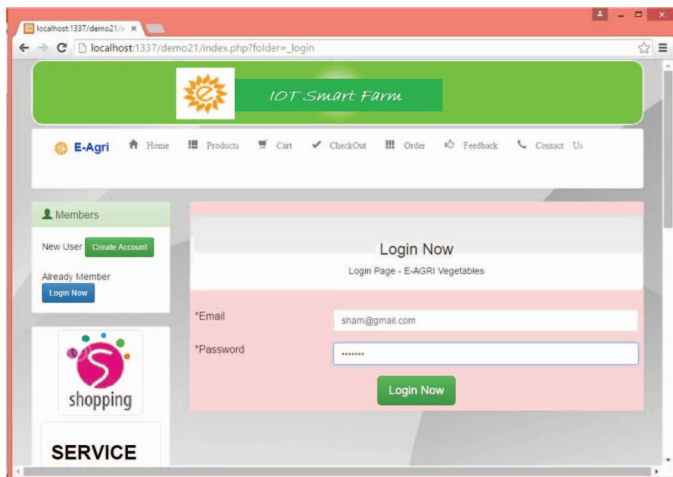 localhost:1337/demo21/i
localhost:1337/demo21/index.php?folder=_login
IOT Smart Farm
E-Agri Home Products Cart CheckOut Order Feedback Contact Us
Members
New User Create Account
Already Member
Login Now
Login Now
Login Page - E-AGRI Vegetables
*Email sham@gmail.com
*Password •••••••
Login Now
S
shopping
SERVICE